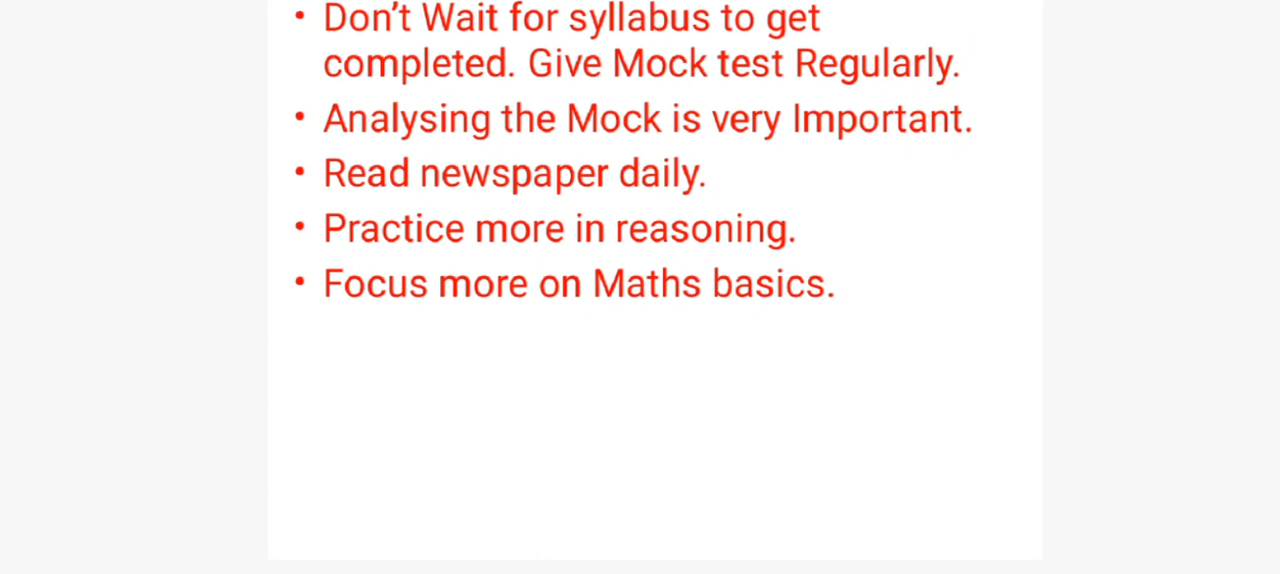 • Don’t Wait for syllabus to get
completed. Give Mock test Regularly.
• Analysing the Mock is very Important.
• Read newspaper daily.
• Practice more in reasoning.
• Focus more on Maths basics.